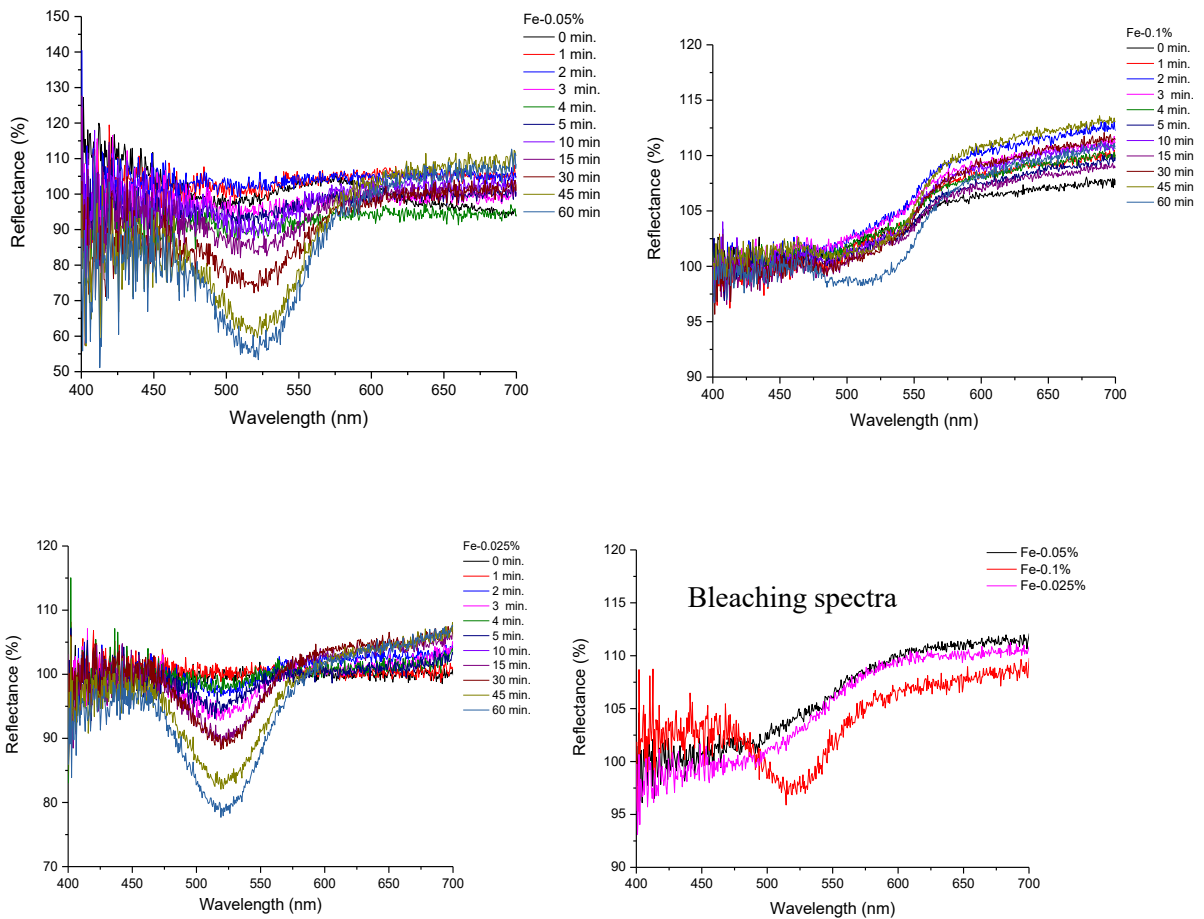 Fe-0.05%
0 min.
1 min.
2 min.
3 min.
4 min.
5 min.
10 min
15 min
30 min
45 min
60 min
150
140
130
120
110
100
90
80
70
60
50
Reflectance (%)
400 450 500 550 600 650 700
Wavelength (nm)
Fe-0.1%
0 min.
1 min.
2 min.
3 min.
4 min.
5 min.
10 min
15 min
30 min
45 min
60 min
120
115
110
105
100
95
90
Reflectance (%)
400 450 500 550 600 650 700
Wavelength (nm)
Fe-0.025%
0 min.
1 min.
2 min.
3 min.
4 min.
5 min.
10 min.
15 min.
30 min.
45 min.
60 min.
120
110
100
90
80
70
Reflectance (%)
400 450 500 550 600 650 700
Wavelength (nm)
Fe-0.05%
Fe-0.1%
Fe-0.025%
Bleaching spectra
120
115
110
105
100
95
90
Reflectance (%)
400 450 500 550 600 650 700
Wavelength (nm)